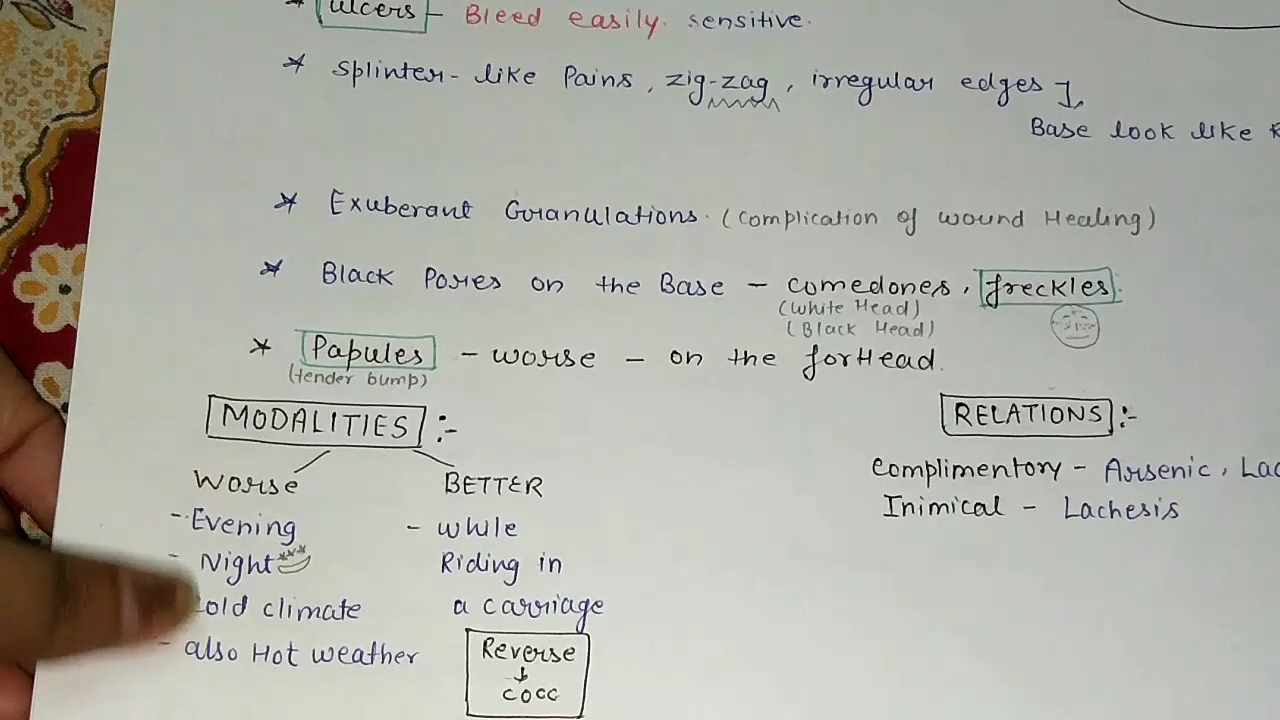 * Ulcers - Bleed easily. sensitive.
* Splinter-like Pains, zig-zag, irregular edges ],
Base look like
* Exuberant Granulations. (Complication of wound Healing)
* Black Pores on the Base - comedones, freckles.
(White Head)
(Black Head)
* Papules - worse - on the forHead.
(tender bump)
MODALITIES :-
WORSE
- Evening
- Night
Cold climate
- also Hot weather
BETTER
- while
Riding in
a carriage
Reverse
↓
COCC
RELATIONS :-
Complimentory - Arsenic,
Inimical - Lachesis